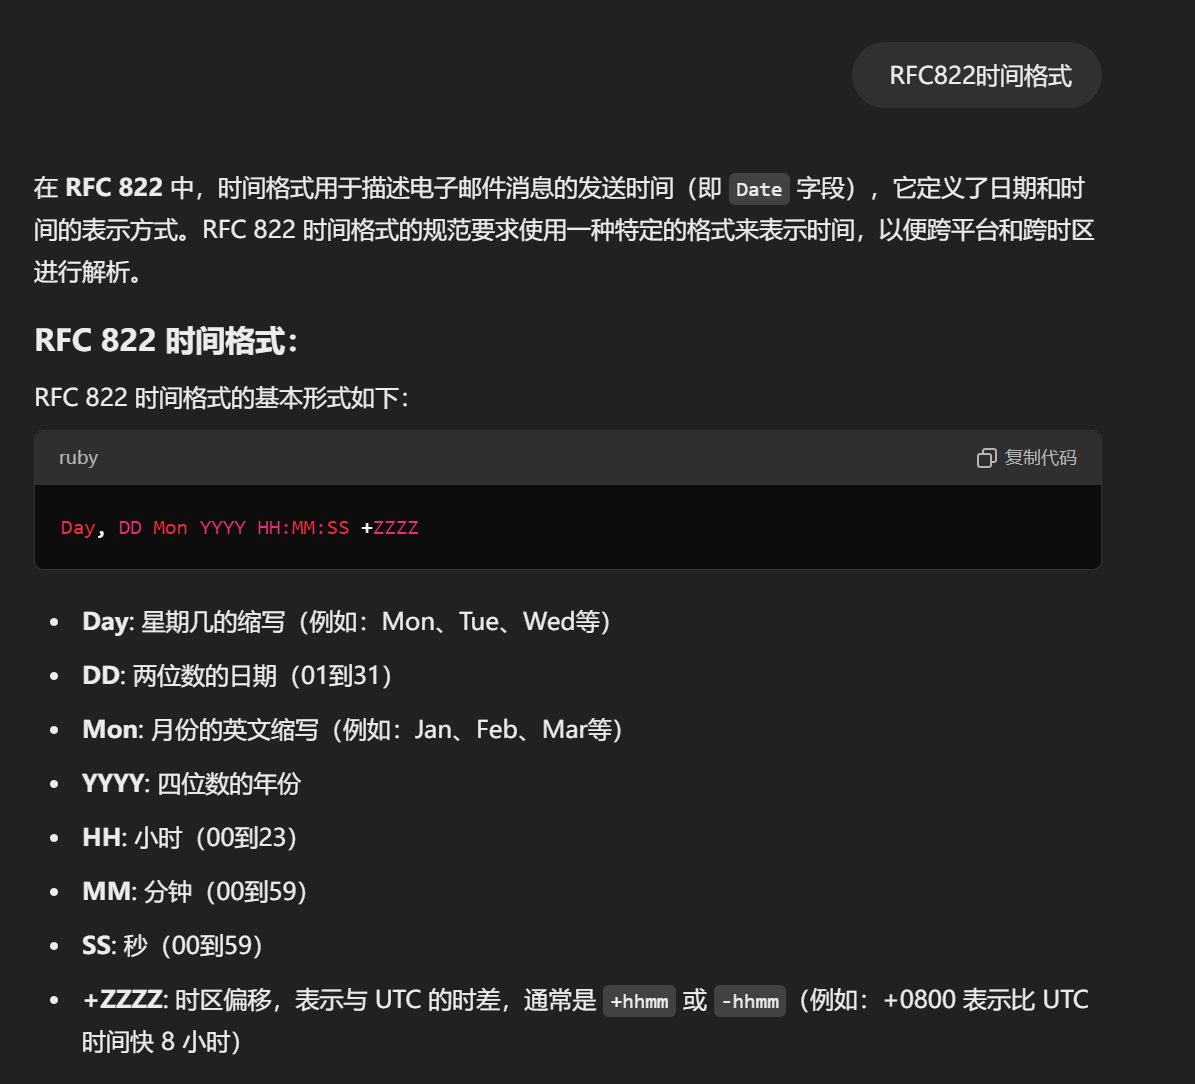 RFC822时间格式
在 RFC 822 中，时间格式用于描述电子邮件消息的发送时间（即 Date 字段），它定义了日期和时
间的表示方式。RFC 822 时间格式的规范要求使用一种特定的格式来表示时间，以便跨平台和跨时区
进行解析。
RFC 822 时间格式：
RFC 822 时间格式的基本形式如下：
ruby
复制代码
Day, DD Mon YYYY HH:MM:SS +ZZZZ
• Day: 星期几的缩写（例如：Mon、Tue、Wed等）
• DD: 两位数的日期（01到31）
• Mon: 月份的英文缩写（例如：Jan、Feb、Mar等）
• YYYY: 四位数的年份
• HH: 小时（00到23）
• MM: 分钟（00到59）
• SS: 秒（00到59）
• +ZZZZ: 时区偏移，表示与 UTC 的时差，通常是 +hhmm 或 -hhmm（例如：+0800 表示比 UTC
时间快 8 小时）